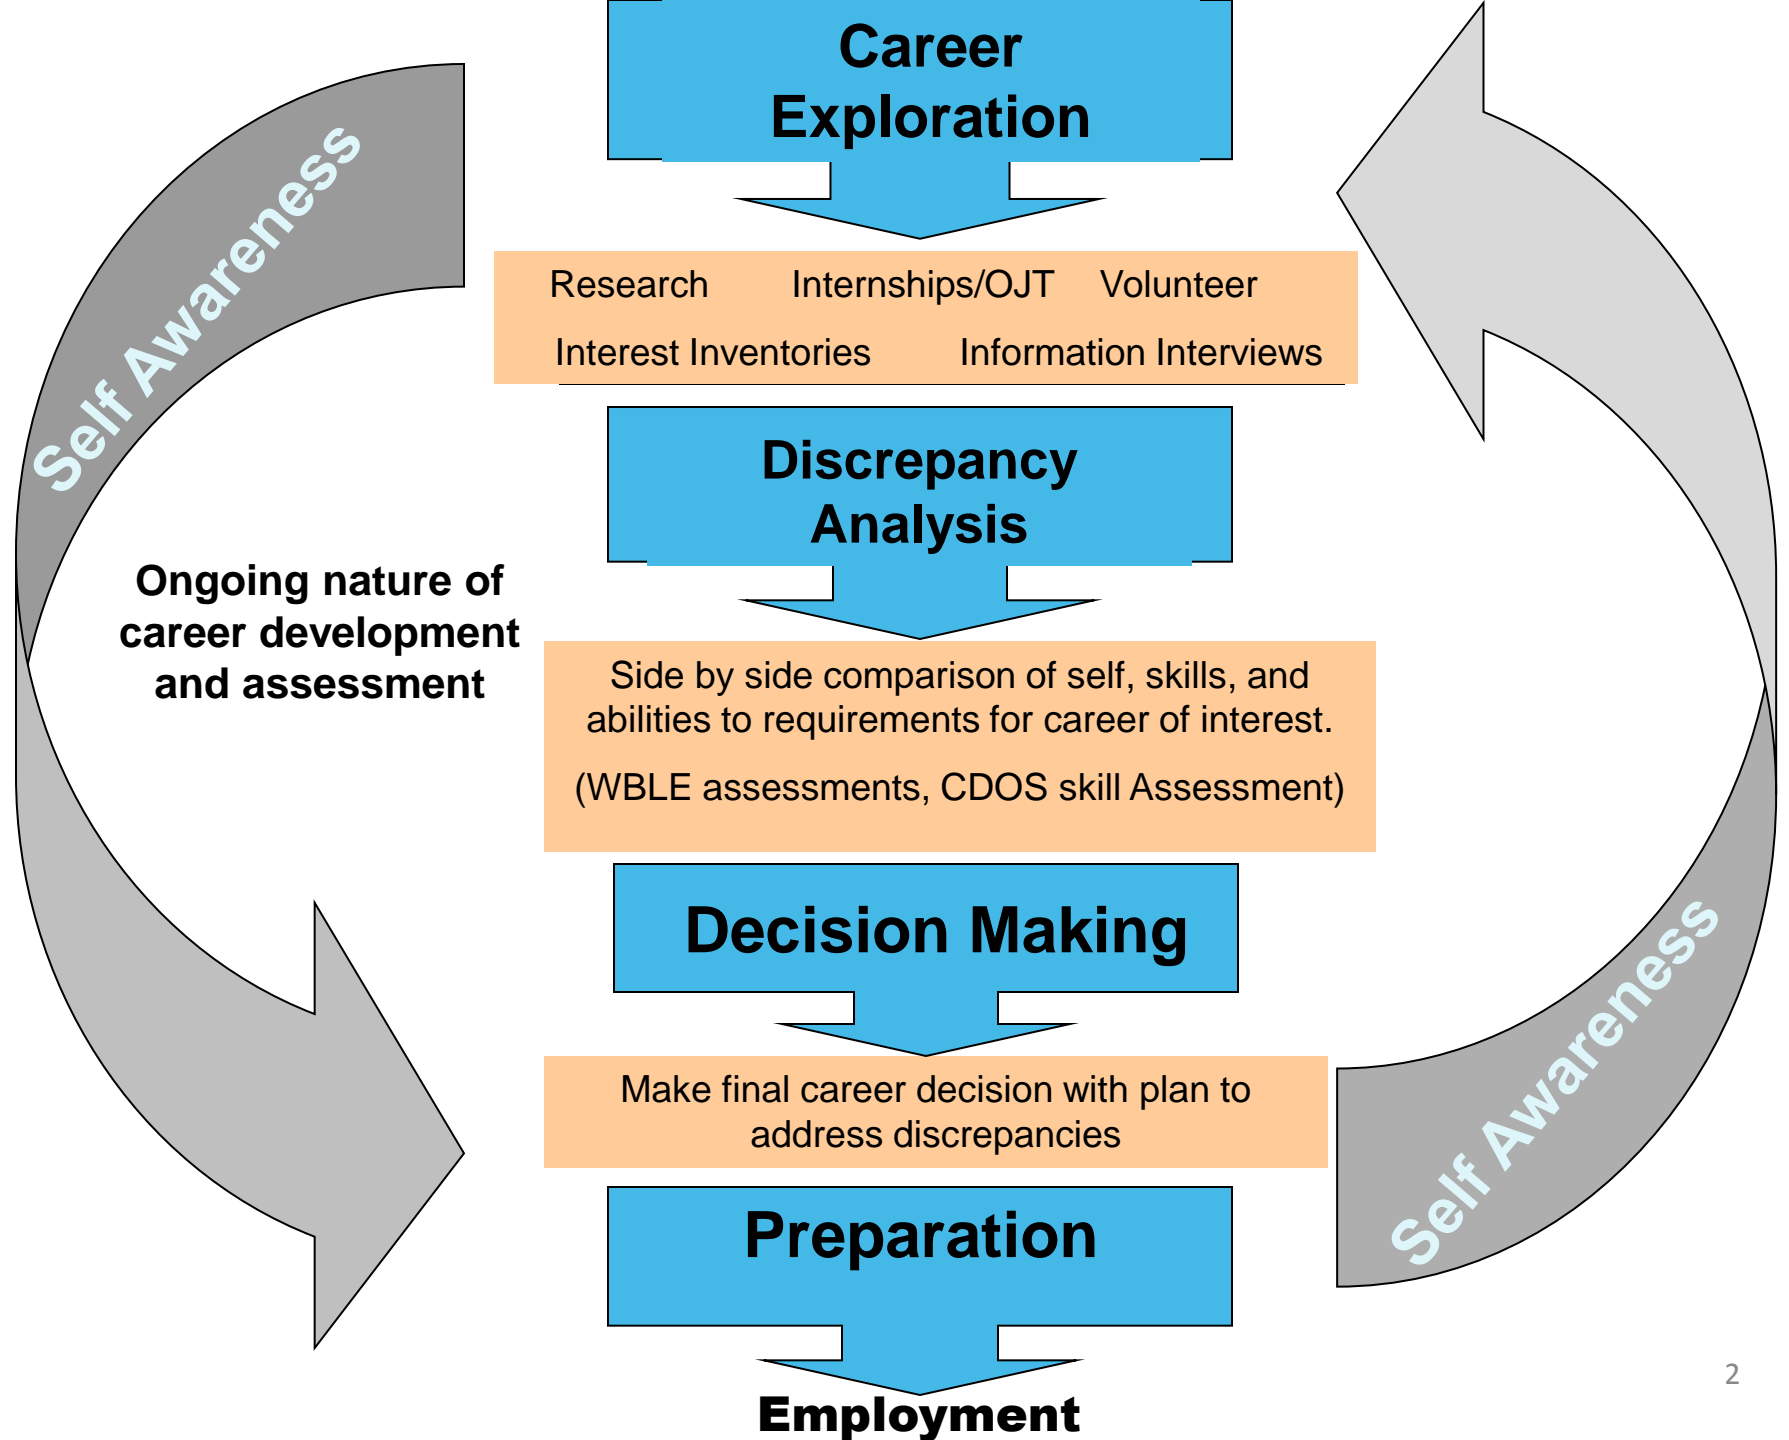 Career
Exploration
Self Awareness
Research Internships/OJT Volunteer
Interest Inventories Information Interviews
Discrepancy
Analysis
Ongoing nature of
career development
and assessment
Side by side comparison of self, skills, and
abilities to requirements for career of interest.
(WBLE assessments, CDOS skill Assessment)
Decision Making
Make final career decision with plan to
address discrepancies
Self Awareness
Preparation
2
Employment